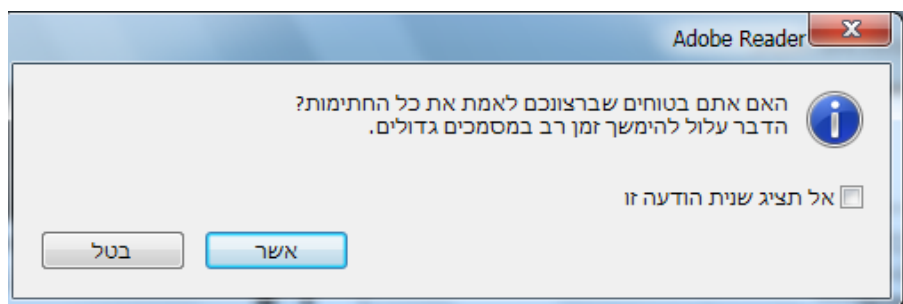 Adobe Reader
האם אתם בטוחים שברצונכם לאמת את כל החתימות?
הדבר עלול להימשך זמן רב במסמכים גדולים.
אל תציג שנית הודעה זו
אשר
בטל